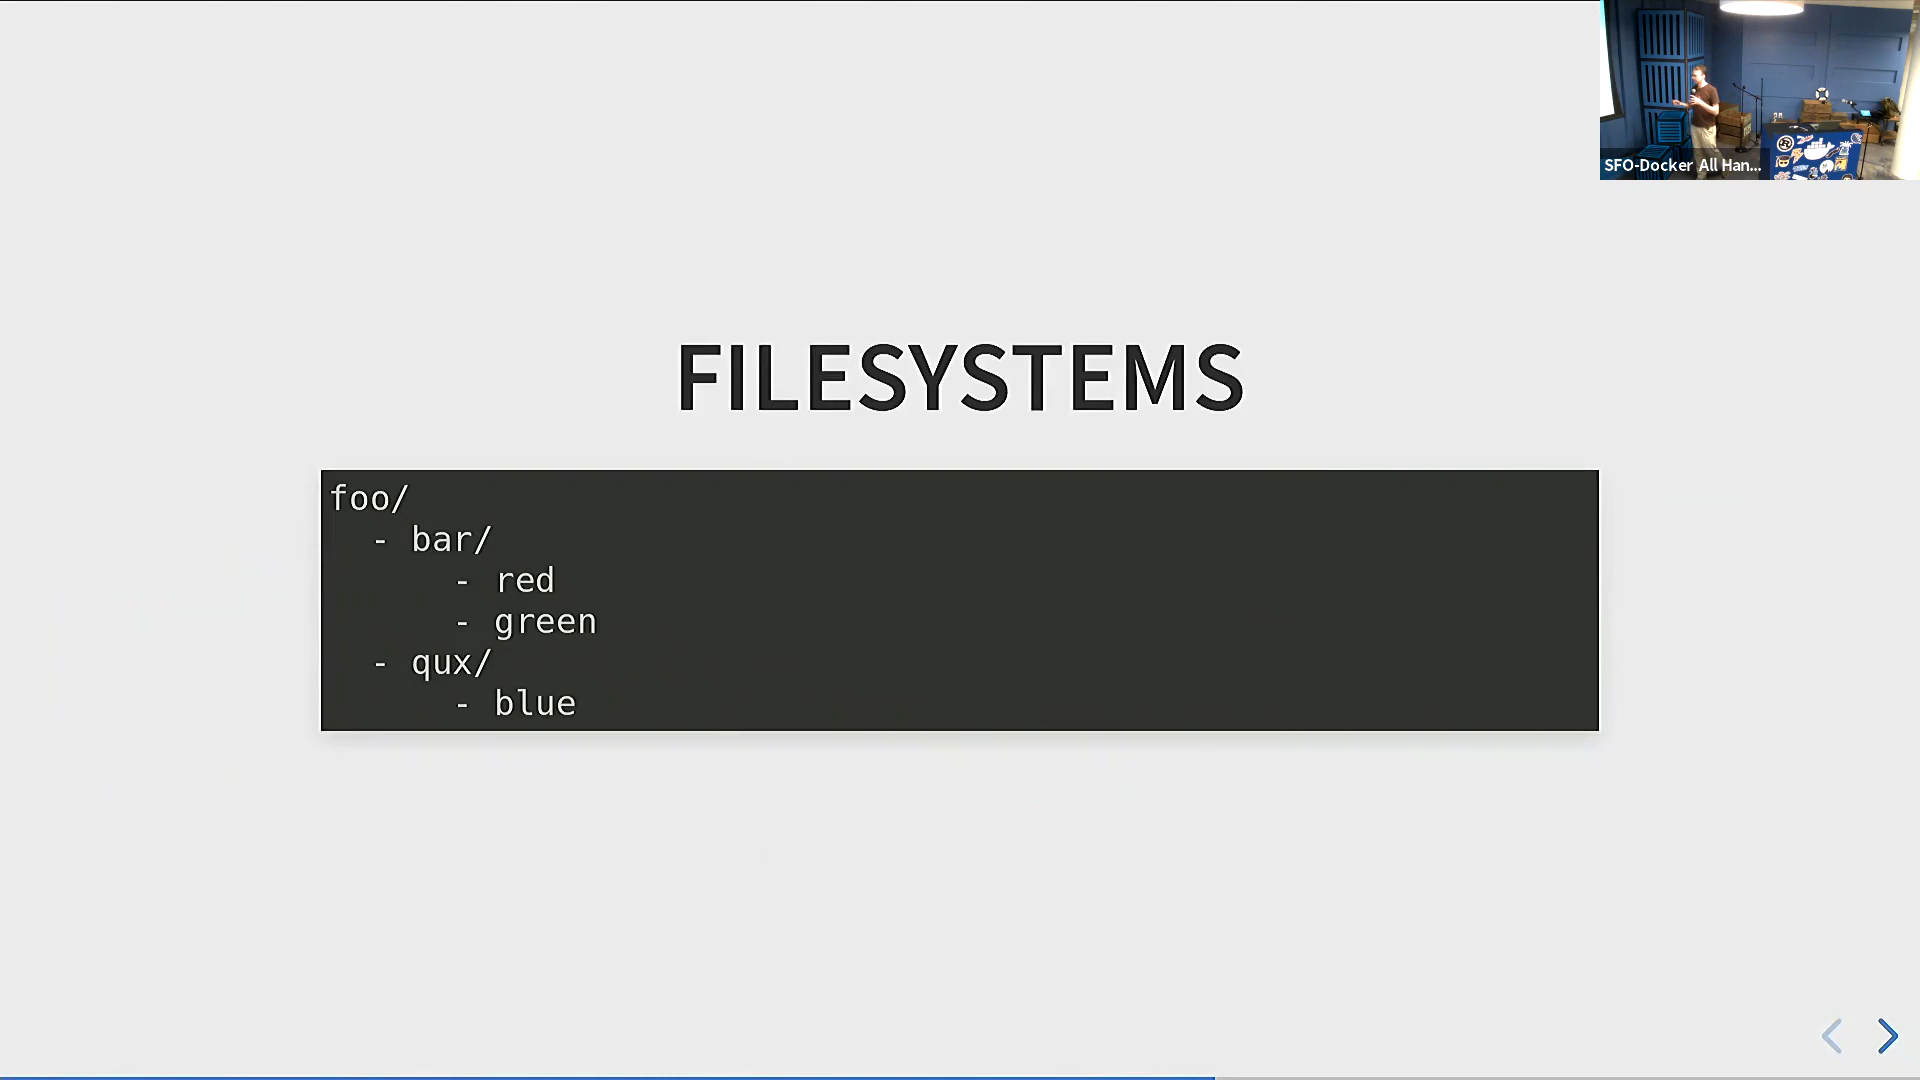 SFO-Docker All Han...
FILESYSTEMS
foo/
- bar/
- red
- green
- qux/
- blue